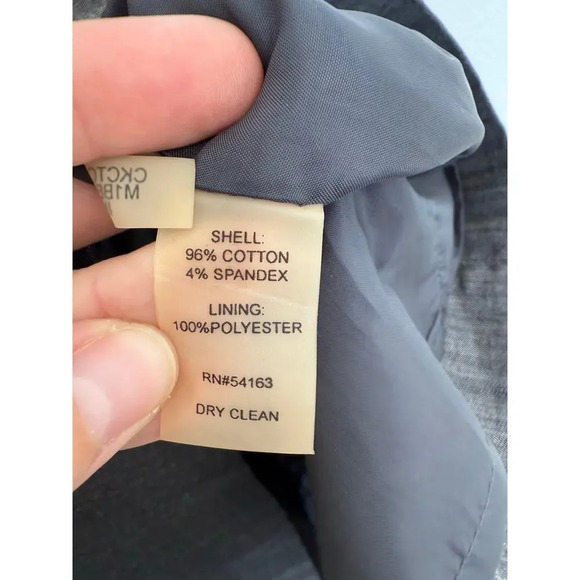 SHELL:
96% COTTON
4% SPANDEX
LINING:
100%POLYESTER
RN#54163
DRY CLEAN